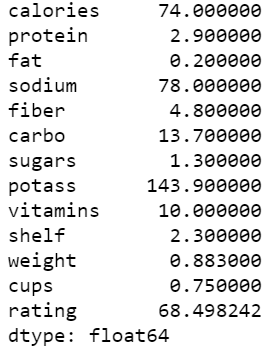 calories 74.000000
protein 2.900000
fat 0.200000
sodium 78.000000
fiber 4.800000
carbo 13.700000
sugars 1.300000
potass 143.900000
vitamins 10.000000
shelf 2.300000
weight 0.883000
cups 0.750000
rating 68.498242
dtype: float64